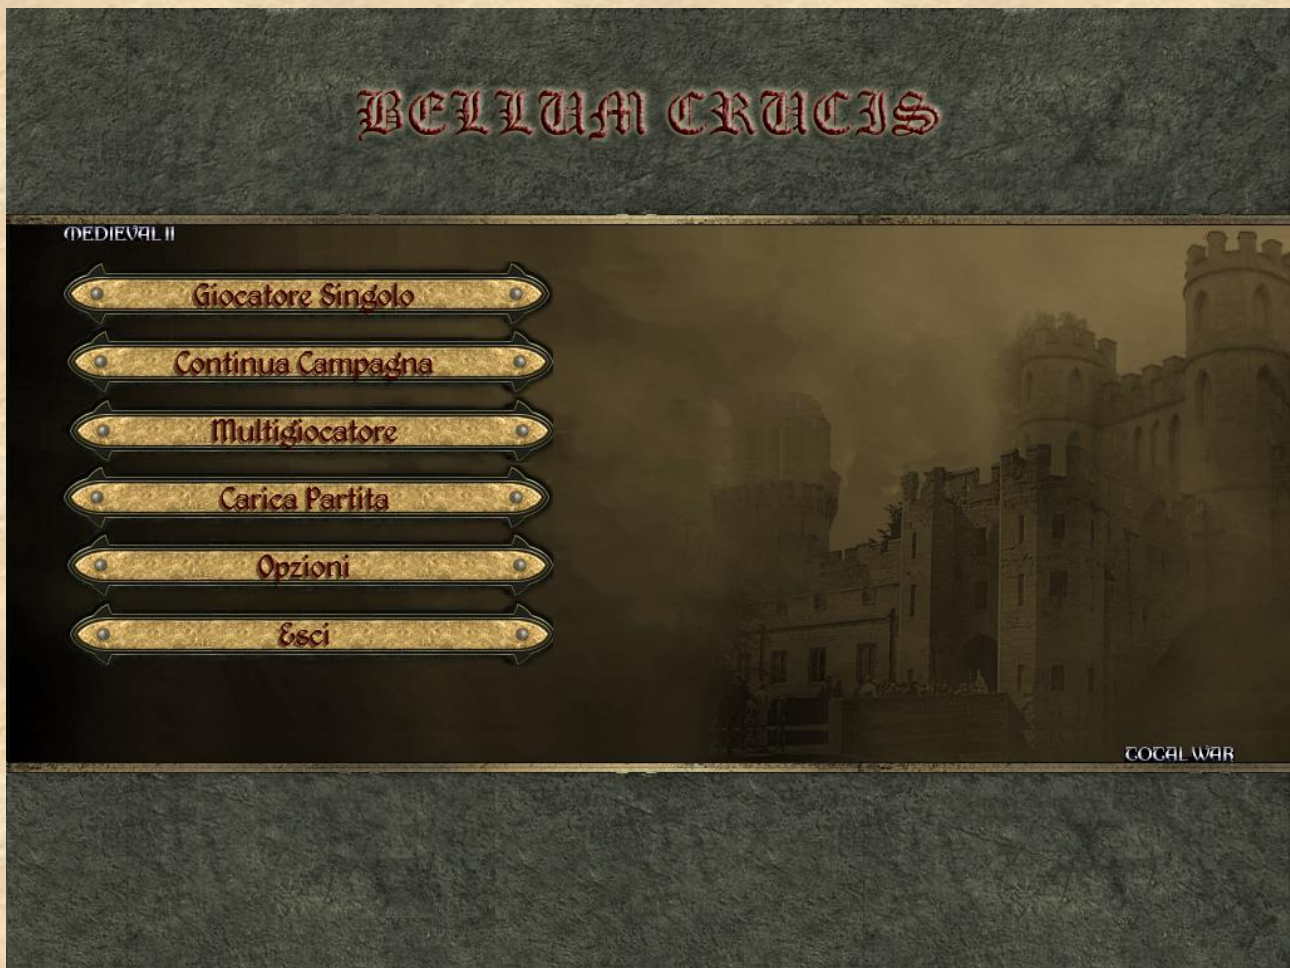 BELLUM CRUCIS
MEDIEVAL II
Giocatore Singolo
Continua Campagna
Multigiocatore
Carica Partita
Opzioni
Esci
TOTAL WAR